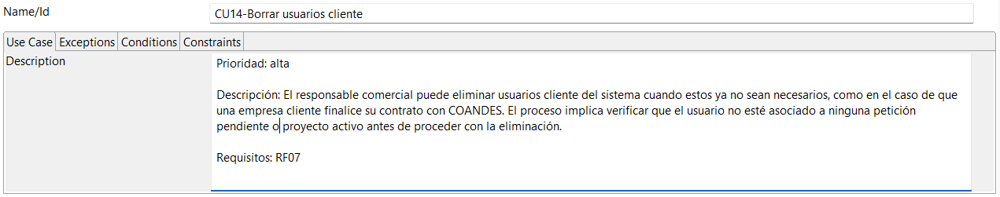 Name/Id
CU14-Borrar usuarios cliente
Use Case
Exceptions
Conditions
Constraints
Description
Prioridad: alta
Descripción: El responsable comercial puede eliminar usuarios cliente del sistema cuando estos ya no sean necesarios, como en el caso de que
una empresa cliente finalice su contrato con COANDES. El proceso implica verificar que el usuario no esté asociado a ninguna petición
pendiente o proyecto activo antes de proceder con la eliminación.
Requisitos: RF07